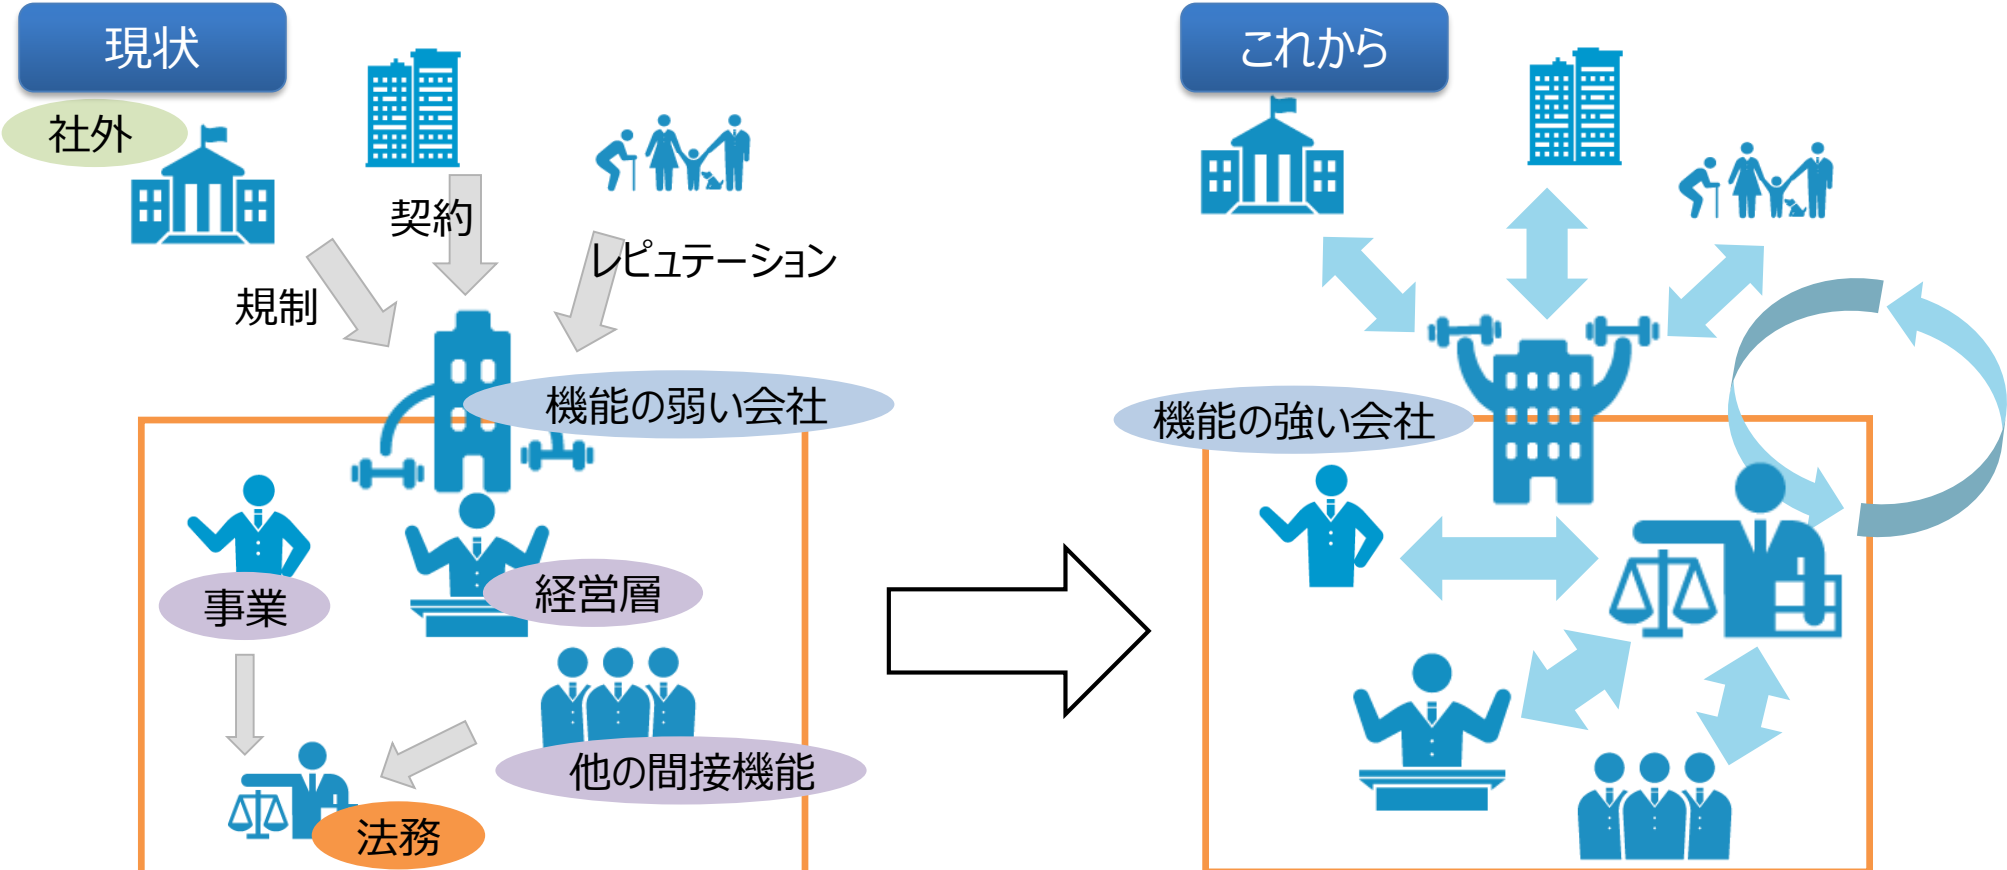 現状
これから
社外
契約
レピュテーション
規制
機能の弱い会社
機能の強い会社
事業
経営層
他の間接機能
法務